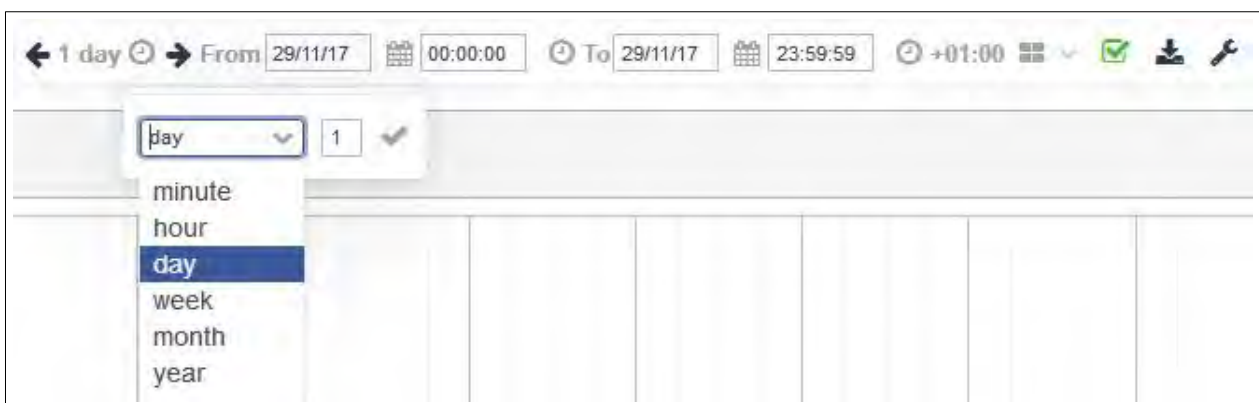 1 day From 29/11/17 00:00:00 To 29/11/17 23:59:59 +01:00
day 1
minute
hour
day
week
month
year